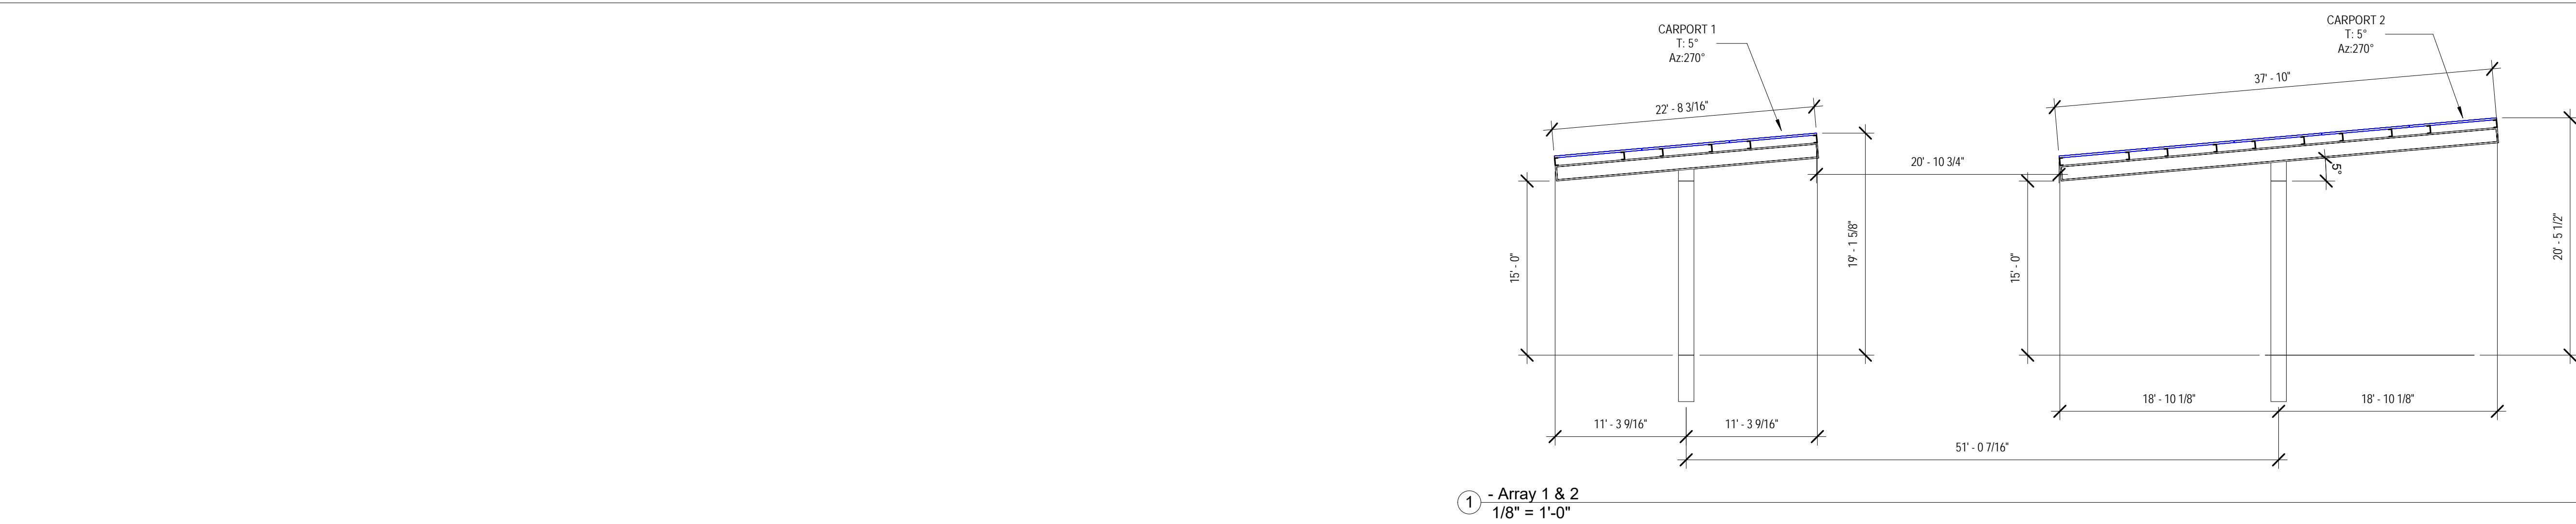 CARPORT 1
T: 5°
Az:270°
CARPORT 2
T: 5°
Az:270°
22' - 8 3/16"
37' - 10"
20' - 10 3/4"
5°
15' - 0"
19' - 1 5/8"
15' - 0"
20' - 5 1/2"
11' - 3 9/16"
11' - 3 9/16"
18' - 10 1/8"
18' - 10 1/8"
51' - 0 7/16"
1
- Array 1 & 2
1/8" = 1'-0"